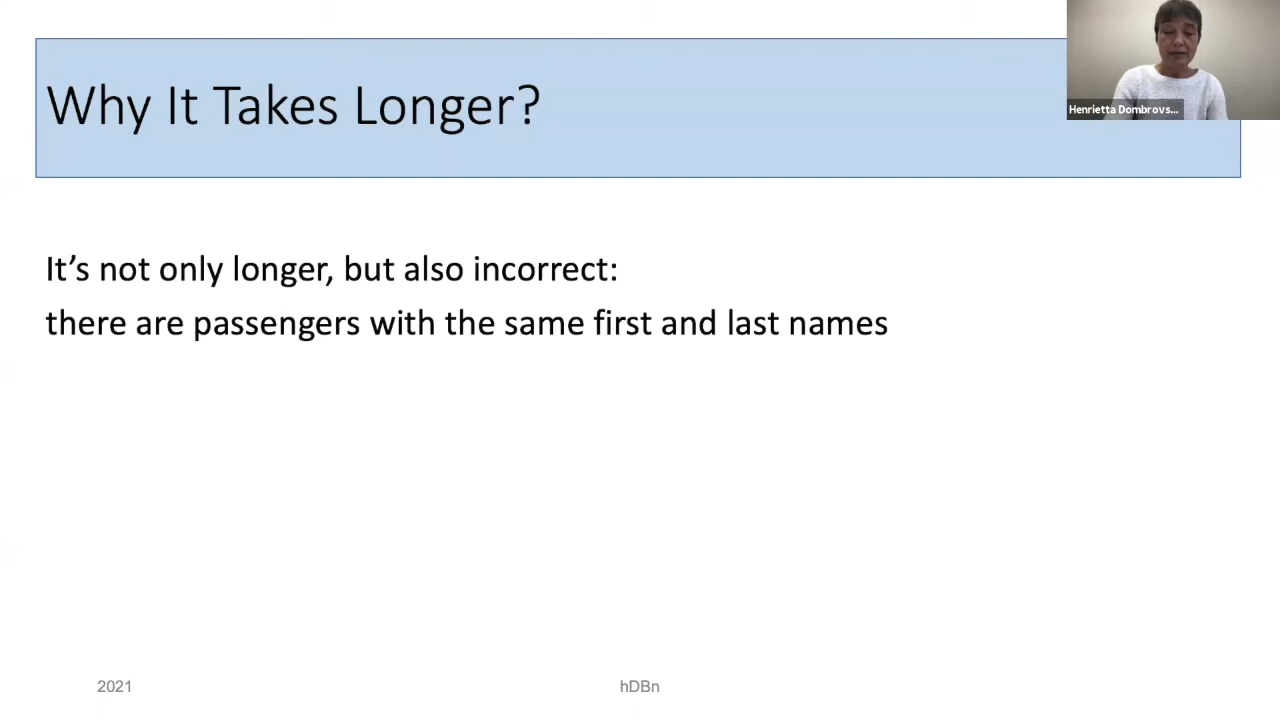 Why It Takes Longer?
Henrietta Dombrovs...
It's not only longer, but also incorrect:
there are passengers with the same first and last names
2021
hDBn